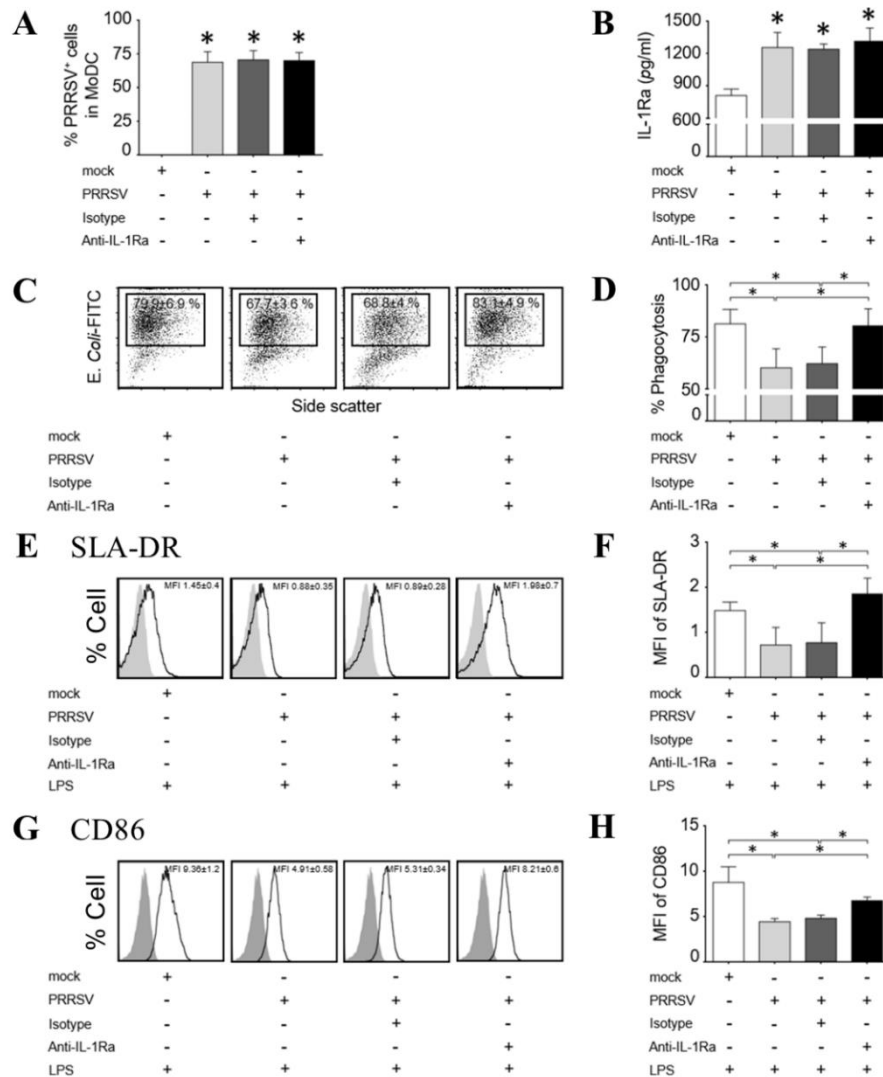 A
% PRRSV+ cells
in MoDC
100
75
50
25
0
* * *
mock + - - -
PRRSV - + + +
Isotype - - + -
Anti-IL-1Ra - - - +
B
IL-1Ra (pg/ml)
1500
1200
900
600
0
* * *
mock + - - -
PRRSV - + + +
Isotype - - + -
Anti-IL-1Ra - - - +
C
E. Coli-FITC
79.9±6.9 % 67.7±3.6 % 68.8±4 % 83.1±4.9 %
Side scatter
mock + - - -
PRRSV - + + +
Isotype - - + -
Anti-IL-1Ra - - - +
D
% Phagocytosis
100
75
50
0
* *
* *
mock + - - -
PRRSV - + + +
Isotype - - + -
Anti-IL-1Ra - - - +
E SLA-DR
% Cell
MFI 1.45±0.4 MFI 0.88±0.35 MFI 0.89±0.28 MFI 1.98±0.7
mock + - - -
PRRSV - + + +
Isotype - - + -
Anti-IL-1Ra - - - +
LPS + + + +
F
MFI of SLA-DR
3
2
1
0
* *
* *
mock + - - -
PRRSV - + + +
Isotype - - + -
Anti-IL-1Ra - - - +
LPS + + + +
G CD86
% Cell
MFI 9.36±1.2 MFI 4.91±0.58 MFI 5.31±0.34 MFI 8.21±0.6
mock + - - -
PRRSV - + + +
Isotype - - + -
Anti-IL-1Ra - - - +
LPS + + + +
H
MFI of CD86
15
10
5
0
* *
* *
mock + - - -
PRRSV - + + +
Isotype - - + -
Anti-IL-1Ra - - - +
LPS + + + +